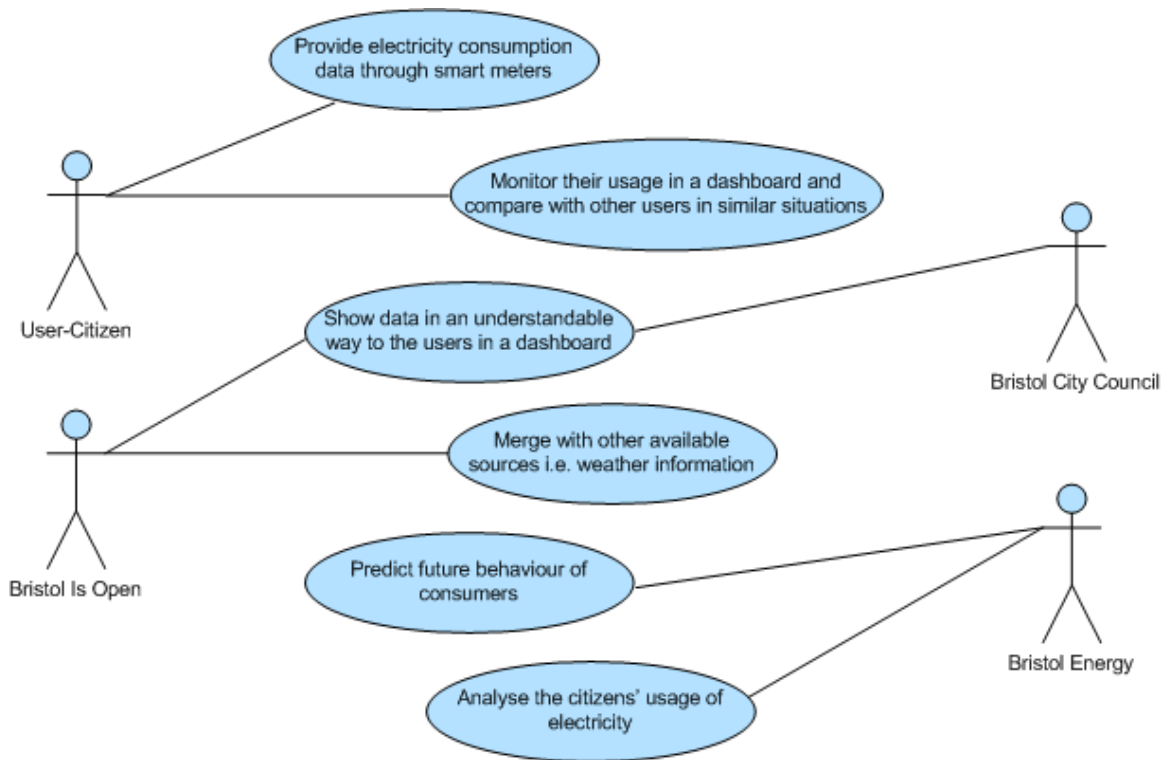 Provide electricity consumption
data through smart meters
Monitor their usage in a dashboard and
compare with other users in similar situations
User-Citizen
Show data in an understandable
way to the users in a dashboard
Bristol City Council
Merge with other available
sources i.e. weather information
Bristol Is Open
Predict future behaviour of
consumers
Bristol Energy
Analyse the citizens’ usage of
electricity